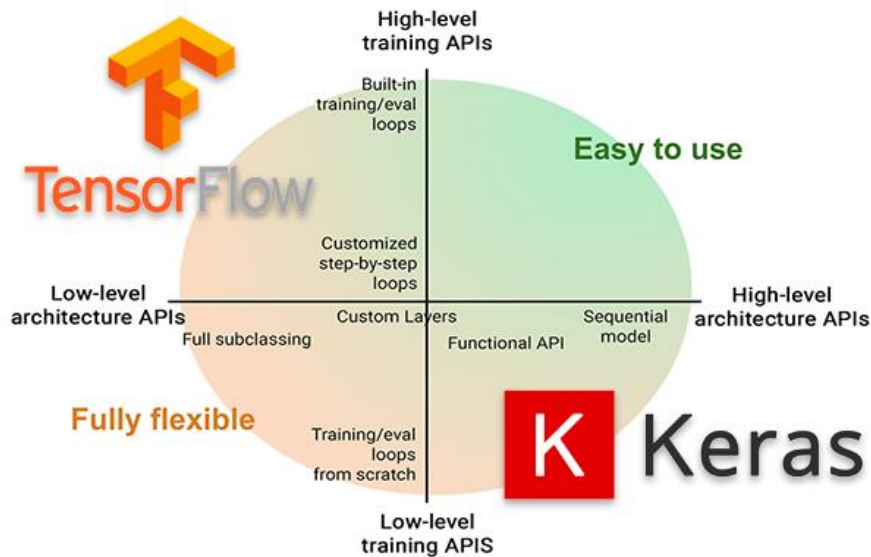 High-level
training APIs
Built-in
training/eval
loops
Easy to use
TensorFlow
Customized
step-by-step
loops
Low-level
architecture APIs
High-level
architecture APIs
Custom Layers
Sequential
model
Full subclassing
Functional API
Fully flexible
Training/eval
loops
from scratch
K Keras
Low-level
training APIS